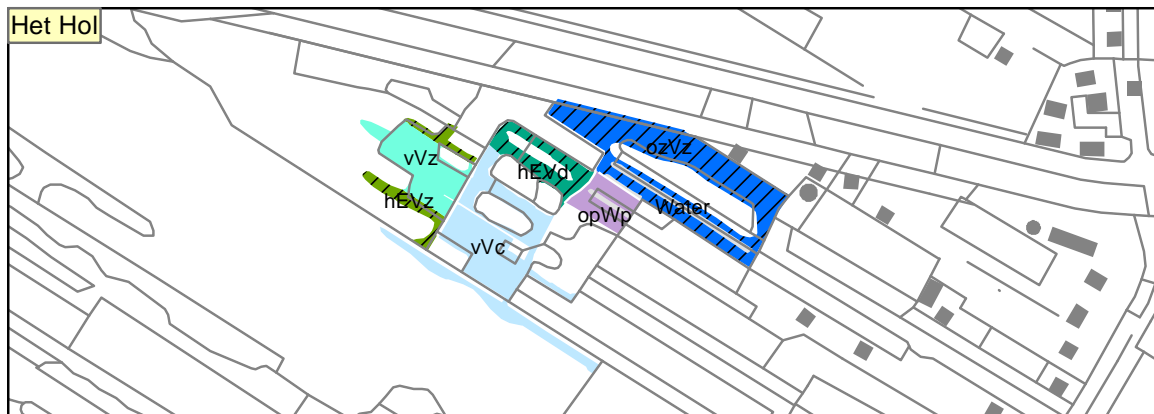 Het Hol
ozVz
vVz
hEVd
hEVz
Water
opWp
vVc